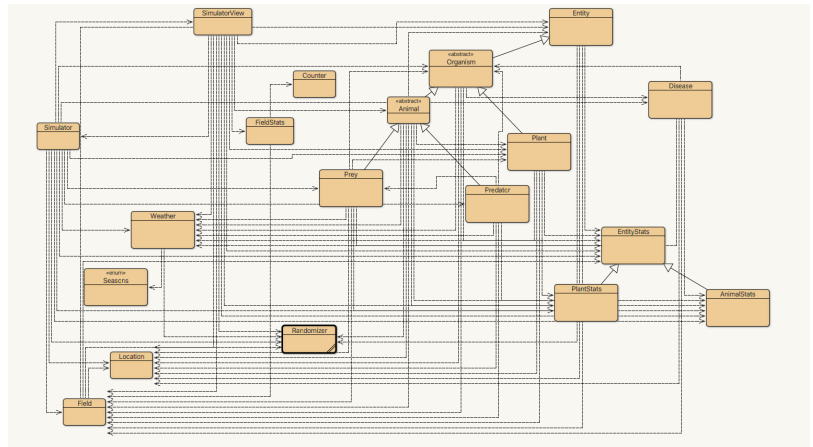 SimulatorView
Entity
«abstract»
Organism
Counter
Disease
«abstract»
Animal
FieldStats
Simulator
Plant
Prey
Predator
Weather
EntityStats
«enum»
Seasons
PlantStats
AnimalStats
Randomizer
Location
Field